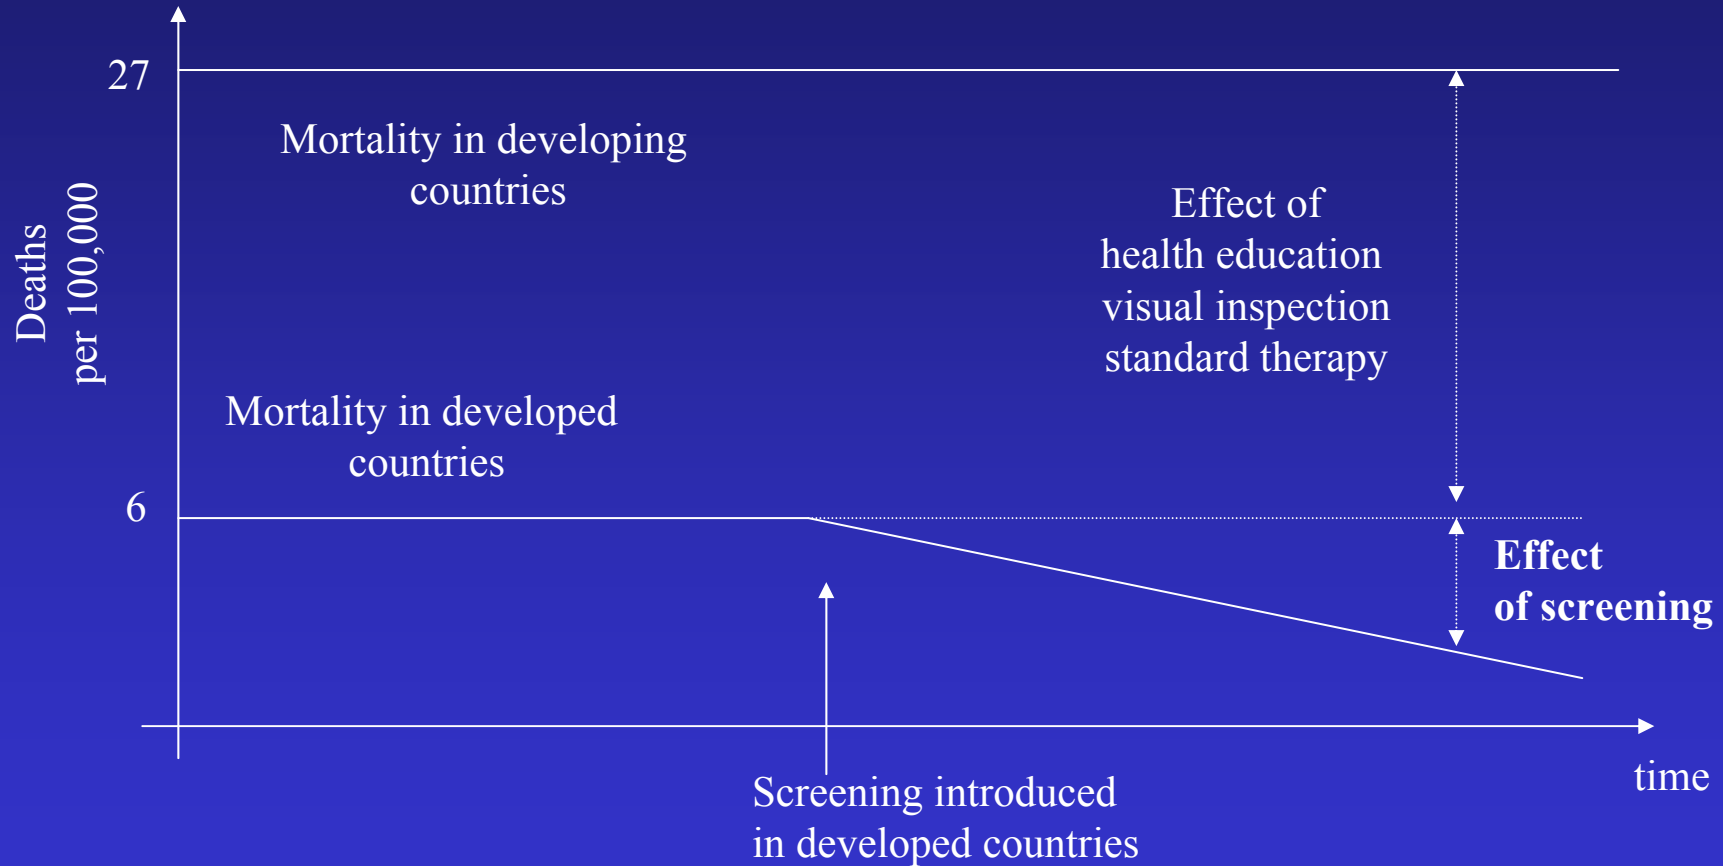 27
Mortality in developing
countries
Deaths
per 100,000
Effect of
health education
visual inspection
standard therapy
Mortality in developed
countries
6
Effect
of screening
time
Screening introduced
in developed countries